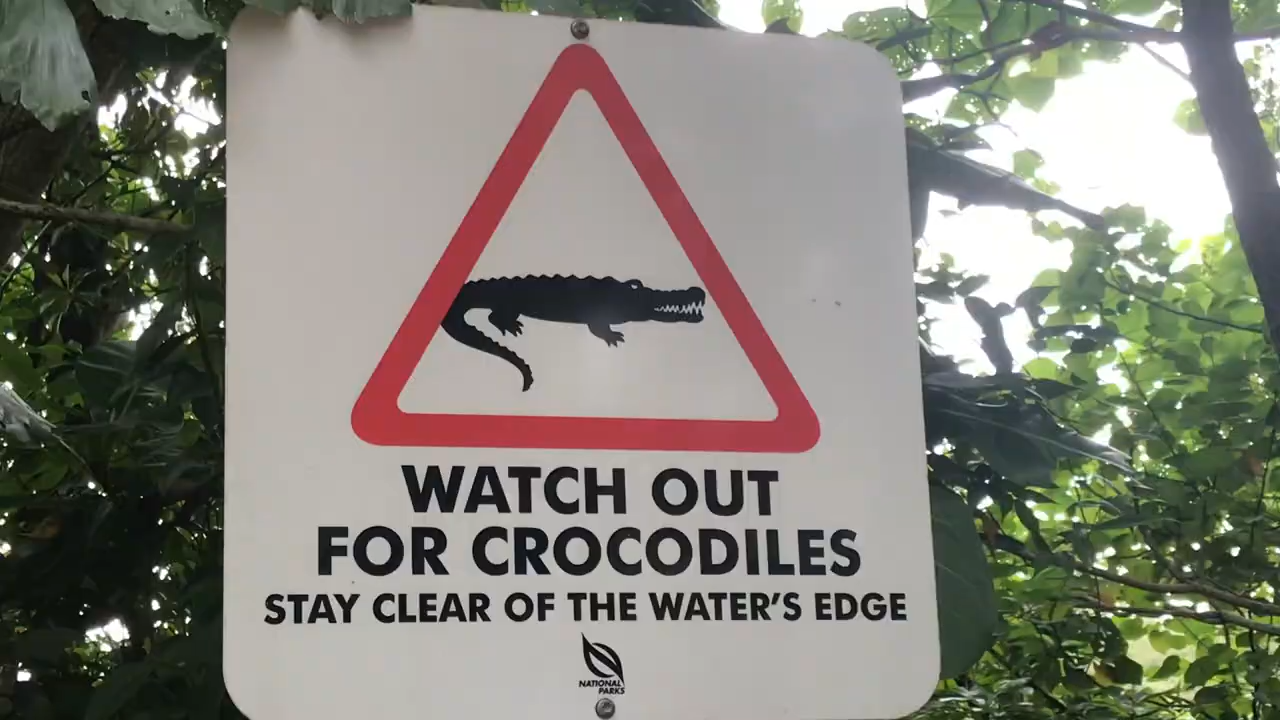 WATCH OUT
FOR CROCODILES
STAY CLEAR OF THE WATER'S EDGE
NATIONAL
PARKS